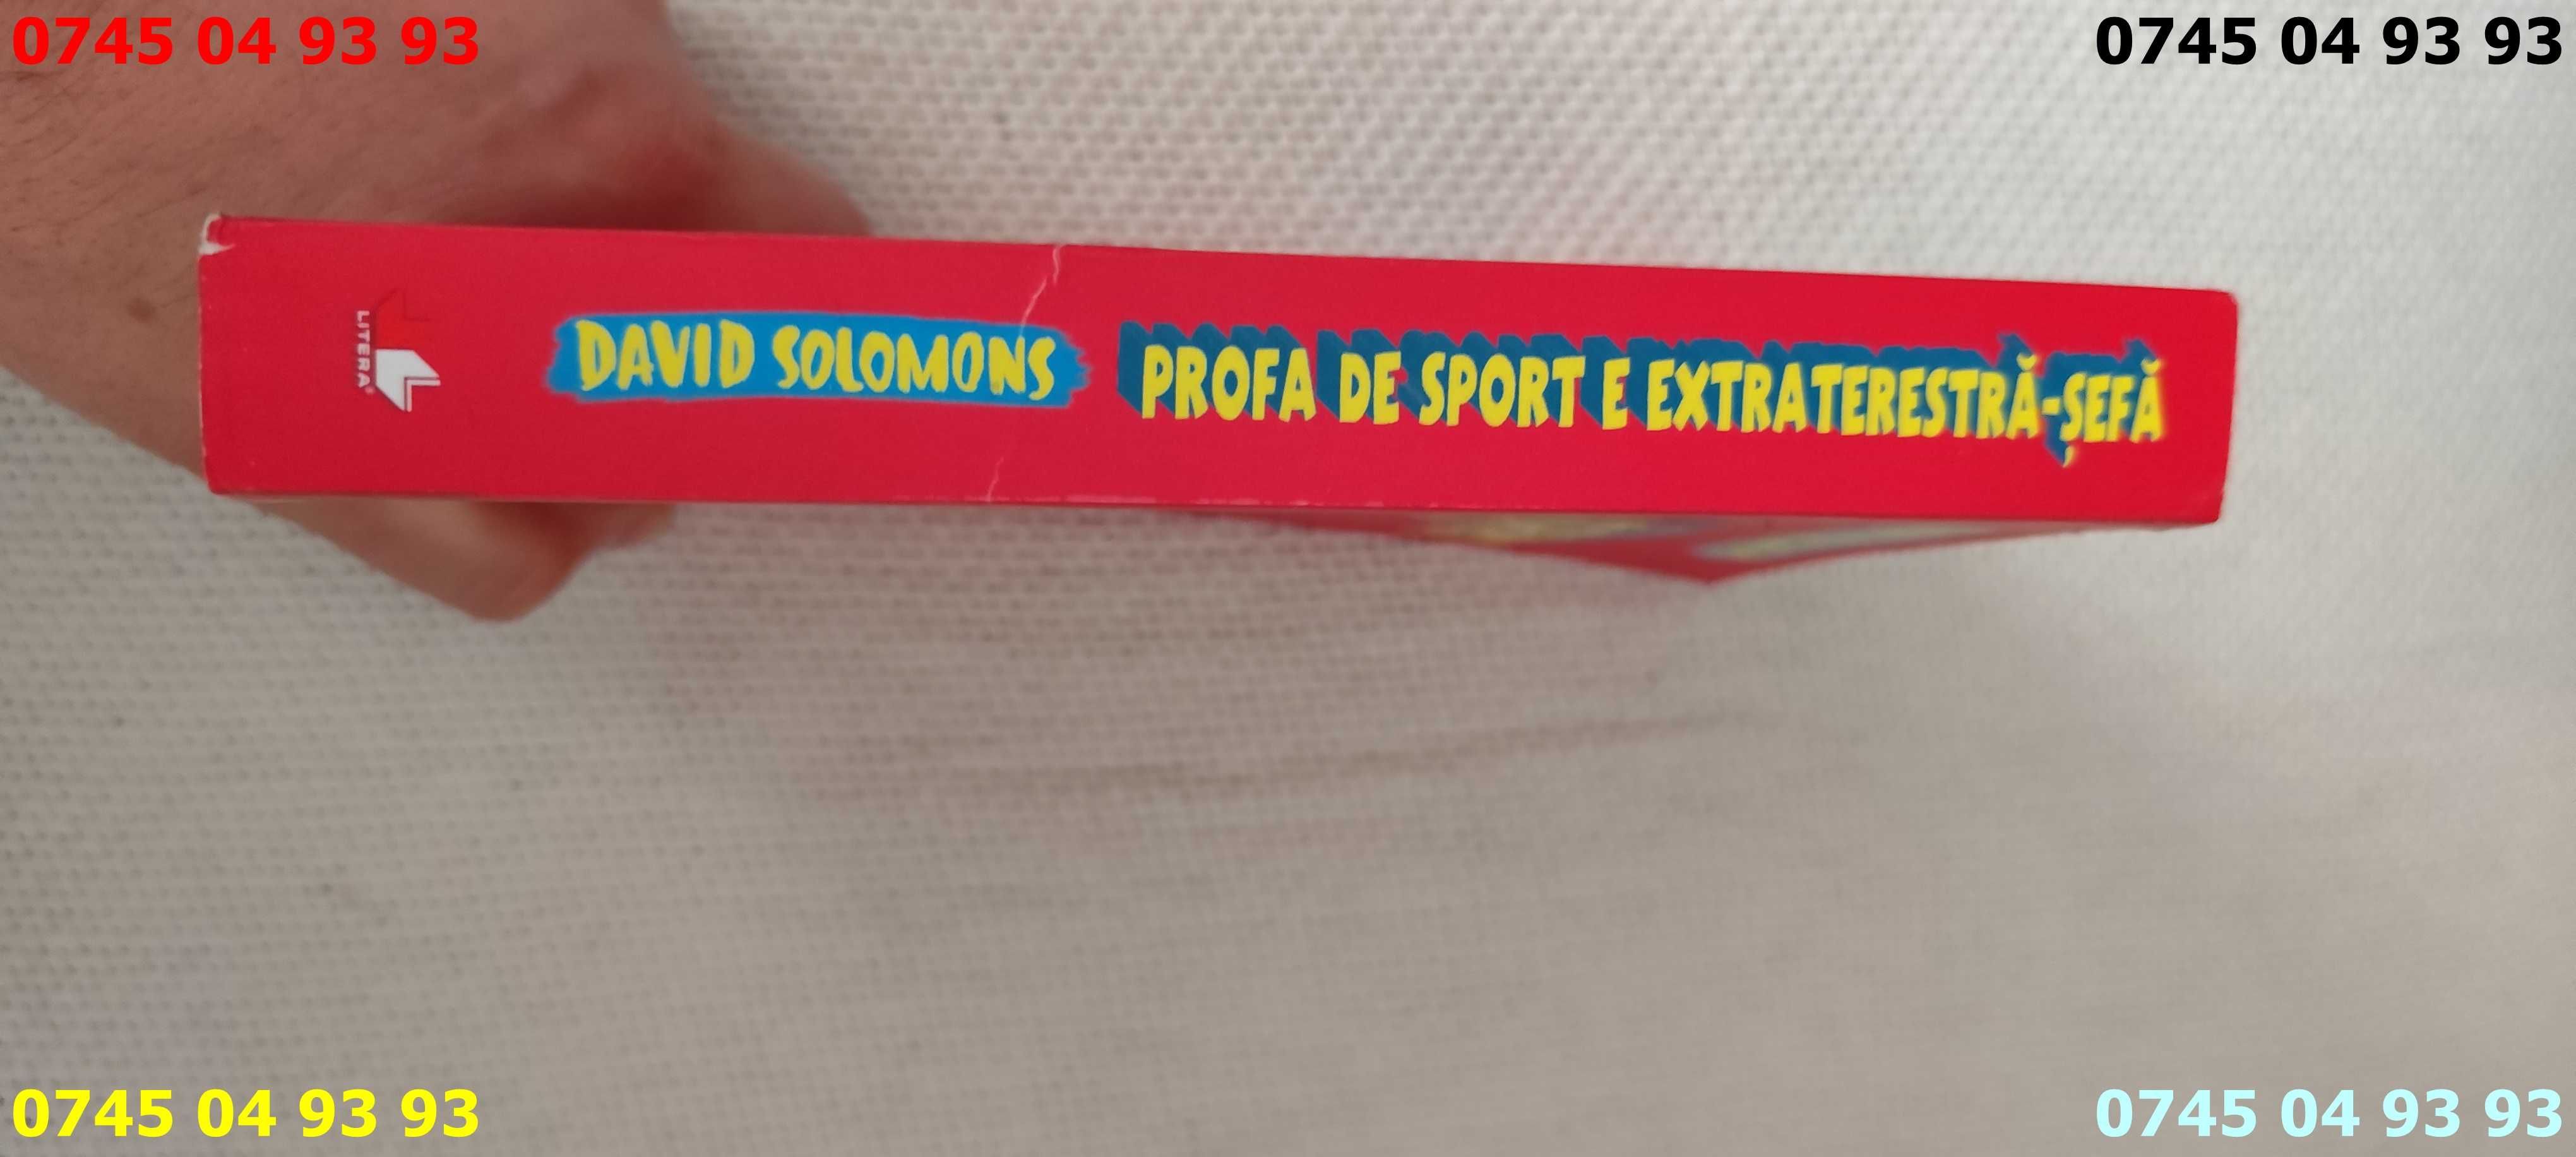 0745 04 93 93
0745 04 93 93
LITERA
DAVID SOLOMONS
PROFA DE SPORT E EXTRATERESTRĂ-ȘEFĂ
0745 04 93 93
0745 04 93 93